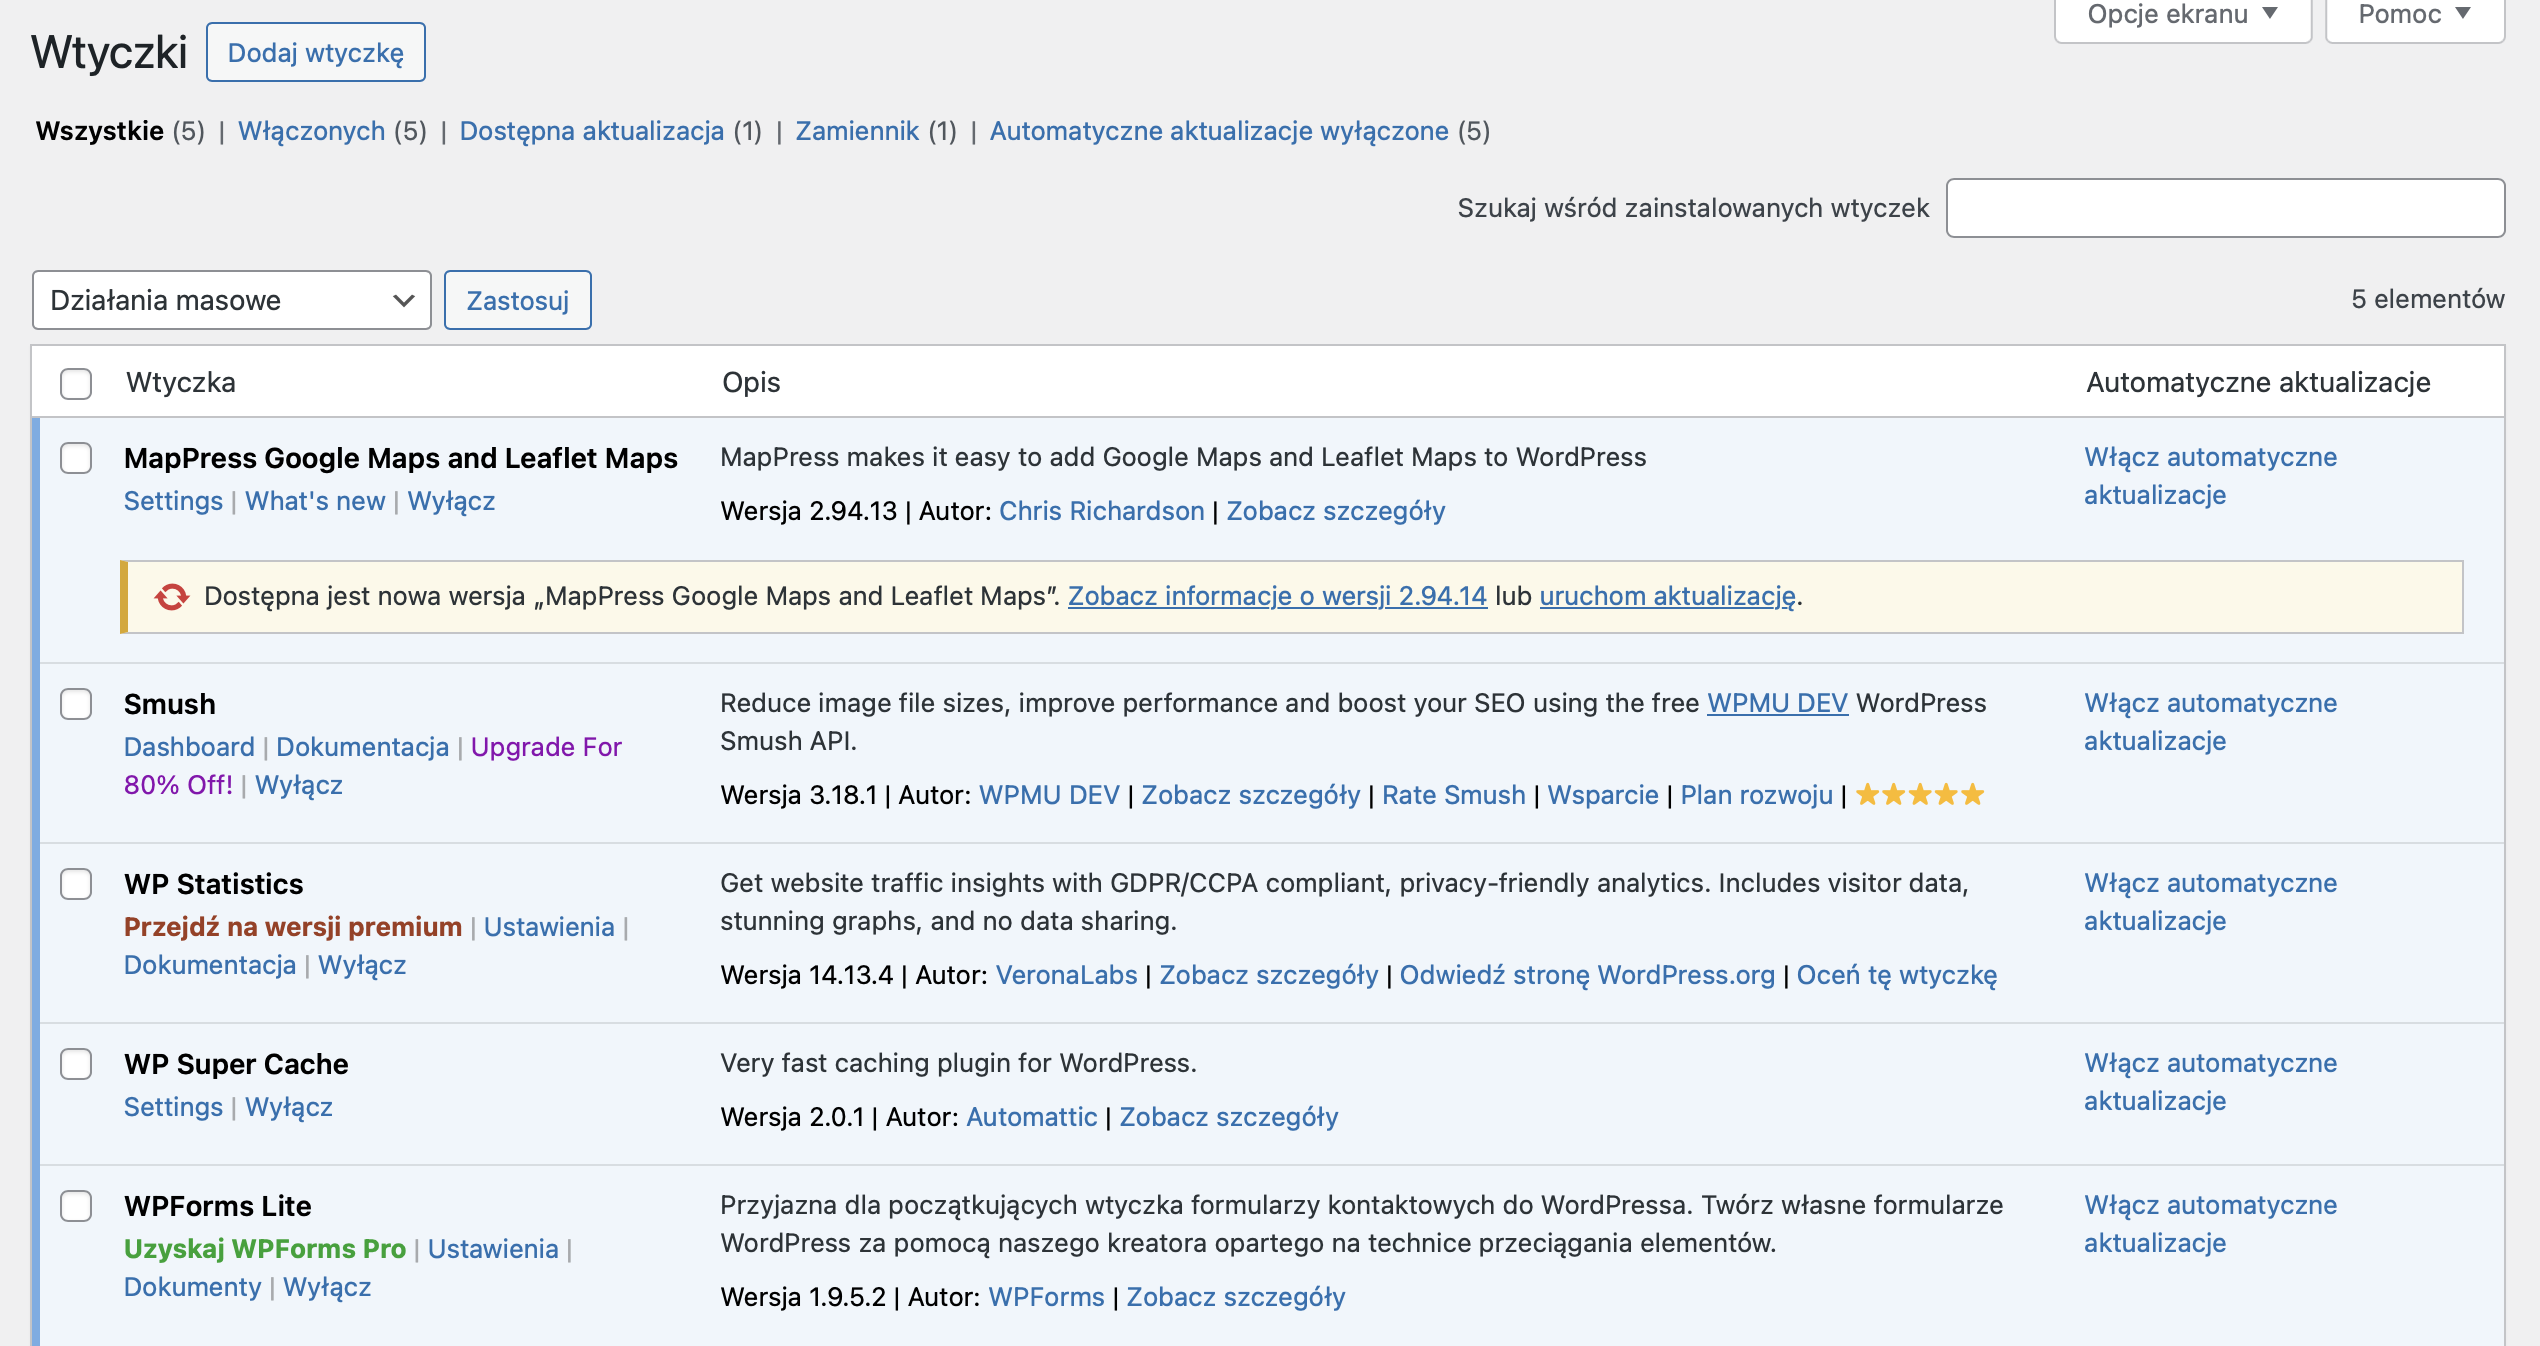 Opcje ekranu ▼ Pomoc ▼
Wtyczki Dodaj wtyczkę
Wszystkie (5) | Włączonych (5) | Dostępna aktualizacja (1) | Zamiennik (1) | Automatyczne aktualizacje wyłączone (5)
Szukaj wśród zainstalowanych wtyczek
Działania masowe Zastosuj 5 elementów
Wtyczka Opis Automatyczne aktualizacje
MapPress Google Maps and Leaflet Maps
Settings | What's new | Wyłącz
MapPress makes it easy to add Google Maps and Leaflet Maps to WordPress
Wersja 2.94.13 | Autor: Chris Richardson | Zobacz szczegóły
Włącz automatyczne
aktualizacje
Dostępna jest nowa wersja „MapPress Google Maps and Leaflet Maps”. Zobacz informacje o wersji 2.94.14 lub uruchom aktualizację.
Smush
Dashboard | Dokumentacja | Upgrade For
80% Off! | Wyłącz
Reduce image file sizes, improve performance and boost your SEO using the free WPMU DEV WordPress
Smush API.
Wersja 3.18.1 | Autor: WPMU DEV | Zobacz szczegóły | Rate Smush | Wsparcie | Plan rozwoju | ★★★★★
Włącz automatyczne
aktualizacje
WP Statistics
Przejdź na wersji premium | Ustawienia |
Dokumentacja | Wyłącz
Get website traffic insights with GDPR/CCPA compliant, privacy-friendly analytics. Includes visitor data,
stunning graphs, and no data sharing.
Wersja 14.13.4 | Autor: VeronaLabs | Zobacz szczegóły | Odwiedź stronę WordPress.org | Oceń tę wtyczkę
Włącz automatyczne
aktualizacje
WP Super Cache
Settings | Wyłącz
Very fast caching plugin for WordPress.
Wersja 2.0.1 | Autor: Automattic | Zobacz szczegóły
Włącz automatyczne
aktualizacje
WPForms Lite
Uzyskaj WPForms Pro | Ustawienia |
Dokumenty | Wyłącz
Przyjazna dla początkujących wtyczka formularzy kontaktowych do WordPressa. Twórz własne formularze
WordPress za pomocą naszego kreatora opartego na technice przeciągania elementów.
Wersja 1.9.5.2 | Autor: WPForms | Zobacz szczegóły
Włącz automatyczne
aktualizacje